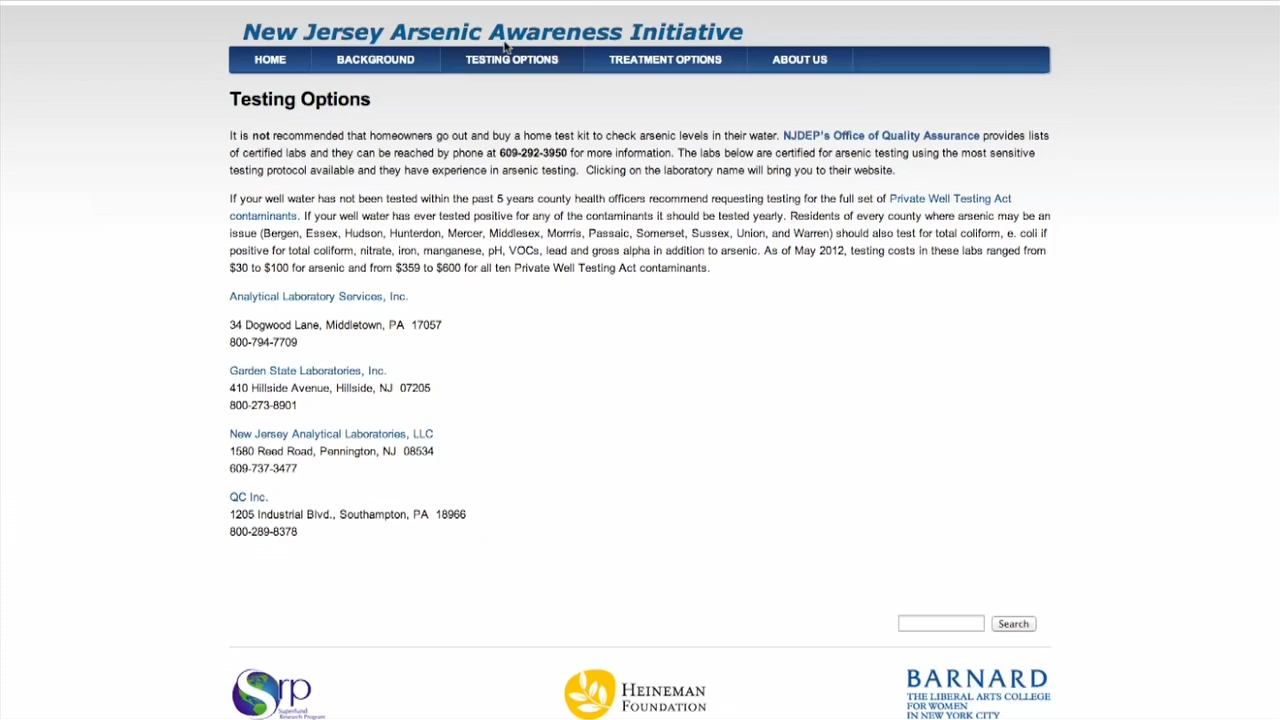 New Jersey Arsenic Awareness Initiative
HOME BACKGROUND TESTING OPTIONS TREATMENT OPTIONS ABOUT US
Testing Options
It is not recommended that homeowners go out and buy a home test kit to check arsenic levels in their water. NJDEP's Office of Quality Assurance provides lists
of certified labs and they can be reached by phone at 609-292-3950 for more information. The labs below are certified for arsenic testing using the most sensitive
testing protocol available and they have experience in arsenic testing. Clicking on the laboratory name will bring you to their website.
If your well water has not been tested within the past 5 years county health officers recommend requesting testing for the full set of Private Well Testing Act
contaminants. If your well water has ever tested positive for any of the contaminants it should be tested yearly. Residents of every county where arsenic may be an
issue (Bergen, Essex, Hudson, Hunterdon, Mercer, Middlesex, Morrris, Passaic, Somerset, Sussex, Union, and Warren) should also test for total coliform, e. coli if
positive for total coliform, nitrate, iron, manganese, pH, VOCs, lead and gross alpha in addition to arsenic. As of May 2012, testing costs in these labs ranged from
$30 to $100 for arsenic and from $359 to $600 for all ten Private Well Testing Act contaminants.
Analytical Laboratory Services, Inc.
34 Dogwood Lane, Middletown, PA 17057
800-794-7709
Garden State Laboratories, Inc.
410 Hillside Avenue, Hillside, NJ 07205
800-273-8901
New Jersey Analytical Laboratories, LLC
1580 Reed Road, Pennington, NJ 08534
609-737-3477
QC Inc.
1205 Industrial Blvd., Southampton, PA 18966
800-289-8378
Search
Srp
Superfund
Research Program
HEINEMAN
FOUNDATION
BARNARD
THE LIBERAL ARTS COLLEGE
FOR WOMEN
IN NEW YORK CITY